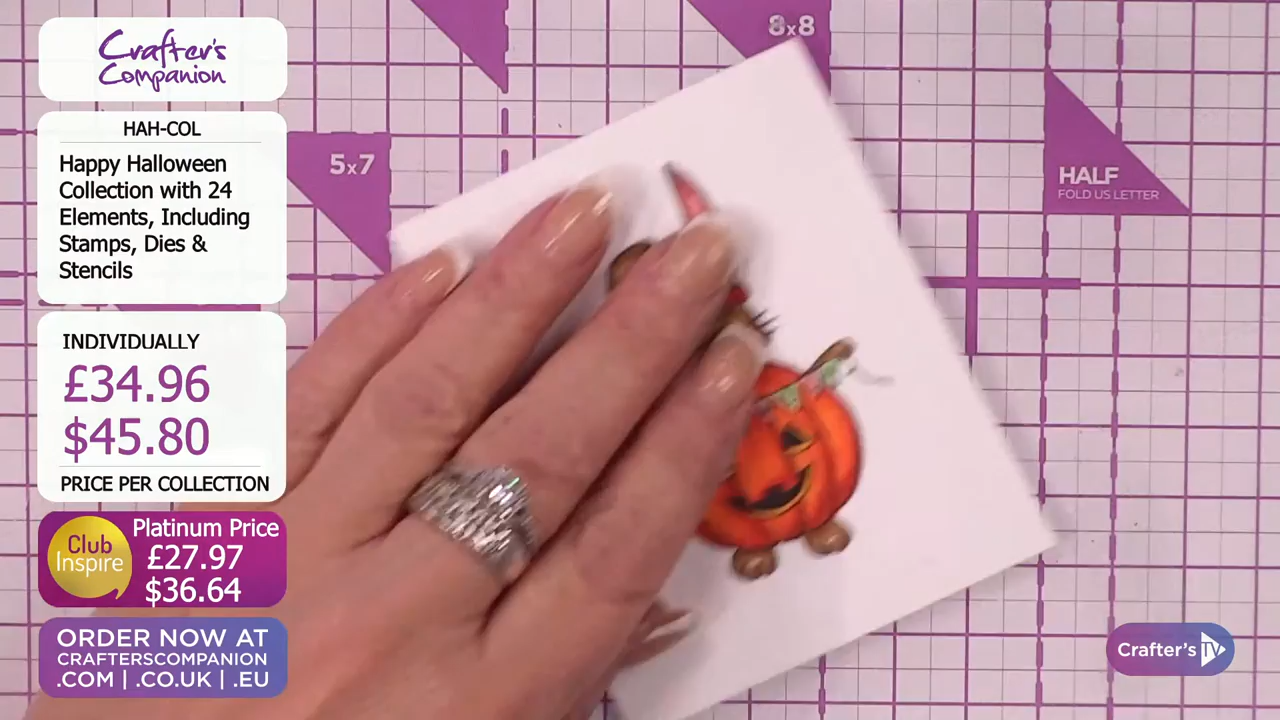 Crafter's
Companion
HAH-COL
Happy Halloween
Collection with 24
Elements, Including
Stamps, Dies &
Stencils
INDIVIDUALLY
£34.96
$45.80
PRICE PER COLLECTION
Club
Inspire
Platinum Price
£27.97
$36.64
ORDER NOW AT
CRAFTERSCOMPANION
.COM | .CO.UK | .EU
5x7
8x8
HALF
FOLD US LETTER
Crafter's TV